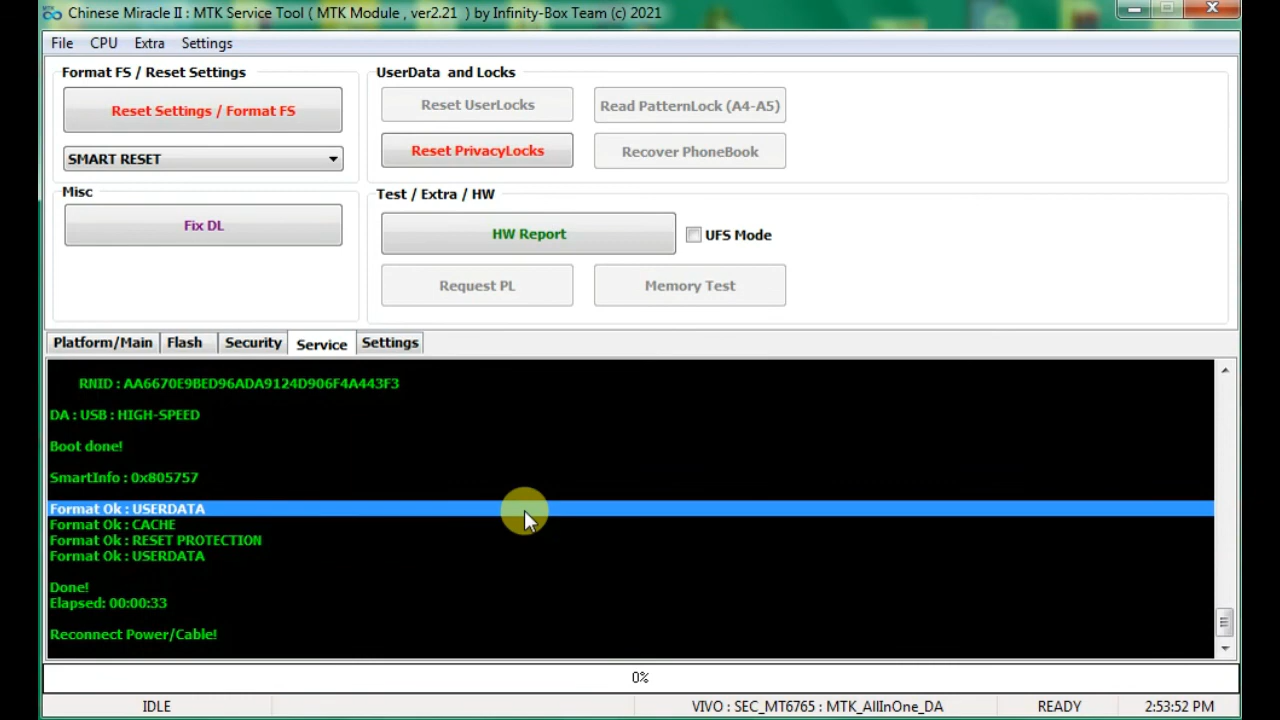 Chinese Miracle II : MTK Service Tool ( MTK Module , ver2.21 ) by Infinity-Box Team (c) 2021
File CPU Extra Settings
Format FS / Reset Settings
UserData and Locks
Reset Settings / Format FS
Reset UserLocks
Read PatternLock (A4-A5)
SMART RESET
Reset PrivacyLocks
Recover PhoneBook
Misc
Test / Extra / HW
Fix DL
HW Report
UFS Mode
Request PL
Memory Test
Platform/Main Flash Security Service Settings
RNID : AA6670E9BED96ADA9124D906F4A443F3
DA : USB : HIGH-SPEED
Boot done!
SmartInfo : 0x805757
Format Ok : USERDATA
Format Ok : CACHE
Format Ok : RESET PROTECTION
Format Ok : USERDATA
Done!
Elapsed: 00:00:33
Reconnect Power/Cable!
0%
IDLE
VIVO : SEC_MT6765 : MTK_AllInOne_DA
READY
2:53:52 PM